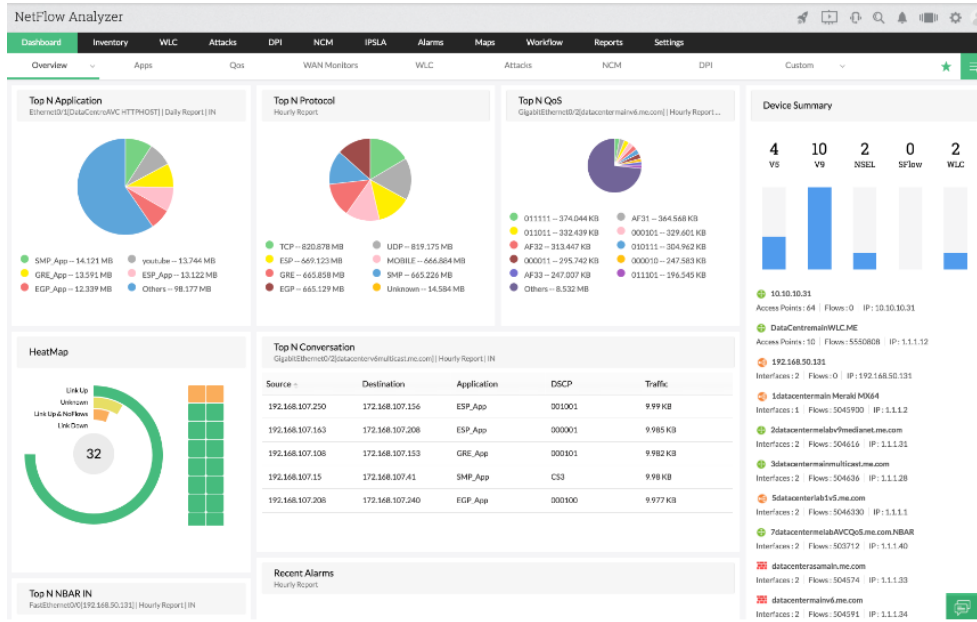 NetFlow Analyzer
Dashboard Inventory WLC Attacks DPI NCM IPSLA Alarms Maps Workflow Reports Settings
Overview Apps Qos WAN Monitors WLC Attacks NCM DPI Custom
Top N Application
Ethernet0/1[DataCentreAVC HTTPHOST] | Daily Report | IN
SMP_App -- 14.121 MB youtube -- 13.744 MB
GRE_App -- 13.591 MB ESP_App -- 13.122 MB
EGP_App -- 12.339 MB Others -- 98.177 MB
Top N Protocol
Hourly Report
TCP -- 820.878 MB UDP -- 819.175 MB
ESP -- 669.123 MB MOBILE -- 666.884 MB
GRE -- 665.858 MB SMP -- 665.226 MB
EGP -- 665.129 MB Unknown -- 14.584 MB
Top N QoS
GigabitEthernet0/2[datacentermainv6.me.com] | Hourly Report ...
011111 -- 374.044 KB AF31 -- 364.568 KB
011011 -- 332.439 KB 000101 -- 329.601 KB
AF32 -- 313.447 KB 010111 -- 304.962 KB
000011 -- 295.742 KB 000010 -- 247.583 KB
AF33 -- 247.007 KB 011101 -- 196.545 KB
Others -- 8.532 MB
Device Summary
4 10 2 0 2
V5 V9 NSEL SFlow WLC
10.10.10.31
Access Points : 64 | Flows : 0 | IP : 10.10.10.31
DataCentremainWLC.ME
Access Points : 10 | Flows : 5550808 | IP : 1.1.1.12
192.168.50.131
Interfaces : 2 | Flows : 0 | IP : 192.168.50.131
1datacentermain Meraki MX64
Interfaces : 1 | Flows : 5045900 | IP : 1.1.1.2
2datacentermelabv9medianet.me.com
Interfaces : 2 | Flows : 504616 | IP : 1.1.1.31
3datacentermainmulticast.me.com
Interfaces : 2 | Flows : 504636 | IP : 1.1.1.28
5datacenterlab1v5.me.com
Interfaces : 2 | Flows : 5046330 | IP : 1.1.1.1
7datacentermelabAVCQoS.me.com.NBAR
Interfaces : 2 | Flows : 503712 | IP : 1.1.1.40
datacenterasamain.me.com
Interfaces : 2 | Flows : 504574 | IP : 1.1.1.33
datacentermainv6.me.com
Interfaces : 2 | Flows : 504591 | IP : 1.1.1.34
HeatMap
Link Up
Unknown
Link Up & NoFlows
Link Down
32
Top N Conversation
GigabitEthernet0/2[datacenterv6multicast.me.com] | Hourly Report | IN
Source Destination Application DSCP Traffic
192.168.107.250 172.168.107.156 ESP_App 001001 9.99 KB
192.168.107.163 172.168.107.208 ESP_App 000001 9.985 KB
192.168.107.108 172.168.107.153 GRE_App 000101 9.982 KB
192.168.107.15 172.168.107.41 SMP_App CS3 9.98 KB
192.168.107.208 172.168.107.240 EGP_App 000100 9.977 KB
Recent Alarms
Hourly Report
Top N NBAR IN
FastEthernet0/0[192.168.50.131] | Hourly Report | IN